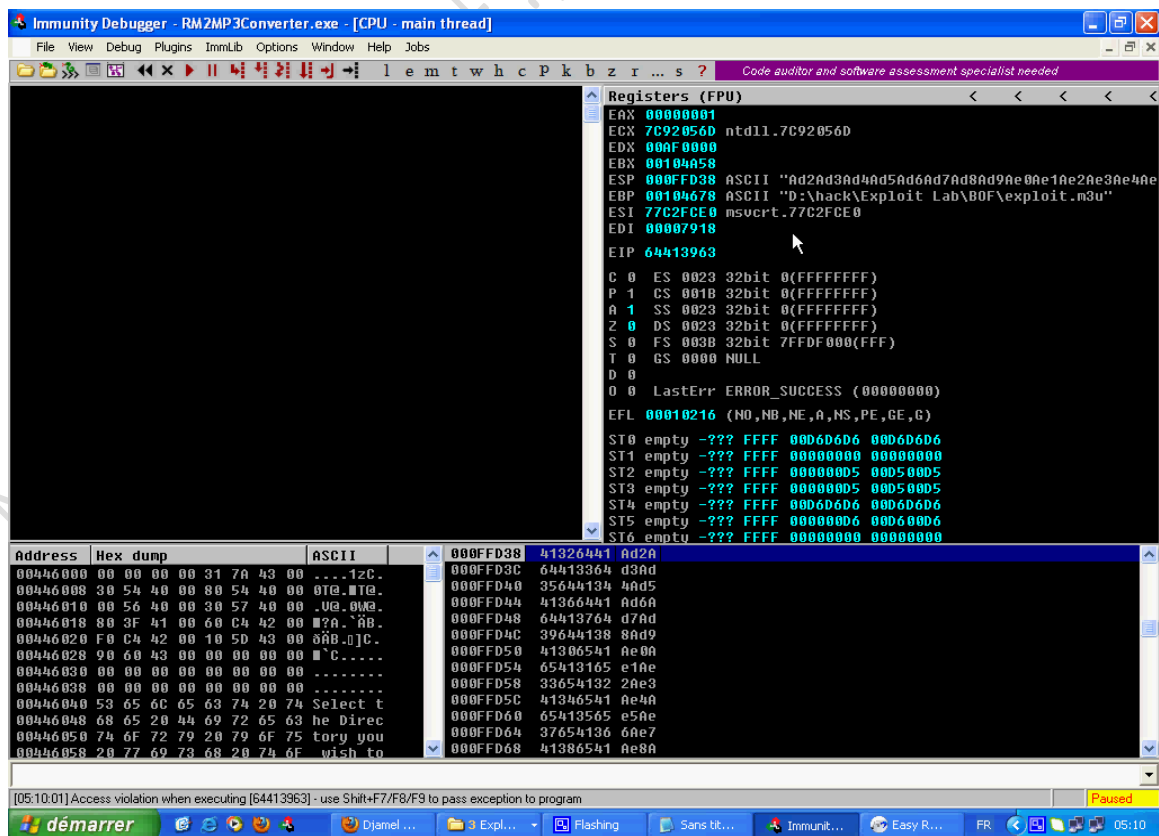 Immunity Debugger - RM2MP3Converter.exe - [CPU - main thread]
File View Debug Plugins ImmLib Options Window Help Jobs
l e m t w h c P k b z r ... s ? Code auditor and software assessment specialist needed
Registers (FPU) < < < < <
EAX 00000001
ECX 7C92056D ntdll.7C92056D
EDX 00AF0000
EBX 00104A58
ESP 000FFD38 ASCII "Ad2Ad3Ad4Ad5Ad6Ad7Ad8Ad9Ae0Ae1Ae2Ae3Ae4Ae
EBP 00104678 ASCII "D:\hack\Exploit Lab\BOF\exploit.m3u"
ESI 77C2FCE0 msvcrt.77C2FCE0
EDI 00007918
EIP 64413963
C 0 ES 0023 32bit 0(FFFFFFFF)
P 1 CS 001B 32bit 0(FFFFFFFF)
A 1 SS 0023 32bit 0(FFFFFFFF)
Z 0 DS 0023 32bit 0(FFFFFFFF)
S 0 FS 003B 32bit 7FFDF000(FFF)
T 0 GS 0000 NULL
D 0
O 0 LastErr ERROR_SUCCESS (00000000)
EFL 00010216 (NO,NB,NE,A,NS,PE,GE,G)
ST0 empty -??? FFFF 00D6D6D6 00D6D6D6
ST1 empty -??? FFFF 00000000 00000000
ST2 empty -??? FFFF 000000D5 00D500D5
ST3 empty -??? FFFF 000000D5 00D500D5
ST4 empty -??? FFFF 00D6D6D6 00D6D6D6
ST5 empty -??? FFFF 000000D6 00D600D6
ST6 empty -??? FFFF 00000000 00000000
Address Hex dump ASCII
00446000 00 00 00 00 31 7A 43 00 ....1zC.
00446008 30 54 40 00 80 54 40 00 0T@.█T@.
00446010 00 56 40 00 30 57 40 00 .V@.0W@.
00446018 80 3F 41 00 60 C4 42 00 █?A.`ÄB.
00446020 F0 C4 42 00 10 5D 43 00 ðÄB.▯]C.
00446028 90 60 43 00 00 00 00 00 █`C.....
00446030 00 00 00 00 00 00 00 00 ........
00446038 00 00 00 00 00 00 00 00 ........
00446040 53 65 6C 65 63 74 20 74 Select t
00446048 68 65 20 44 69 72 65 63 he Direc
00446050 74 6F 72 79 20 79 6F 75 tory you
00446058 20 77 69 73 68 20 74 6F wish to
000FFD38 41326441 Ad2A
000FFD3C 64413364 d3Ad
000FFD40 35644134 4Ad5
000FFD44 41366441 Ad6A
000FFD48 64413764 d7Ad
000FFD4C 39644138 8Ad9
000FFD50 41306541 Ae0A
000FFD54 65413165 e1Ae
000FFD58 33654132 2Ae3
000FFD5C 41346541 Ae4A
000FFD60 65413565 e5Ae
000FFD64 37654136 6Ae7
000FFD68 41386541 Ae8A
[05:10:01] Access violation when executing [64413963] - use Shift+F7/F8/F9 to pass exception to program
Paused
démarrer Djamel ... 3 Expl... Flashing Sans tit... Immunit... Easy R... FR 05:10